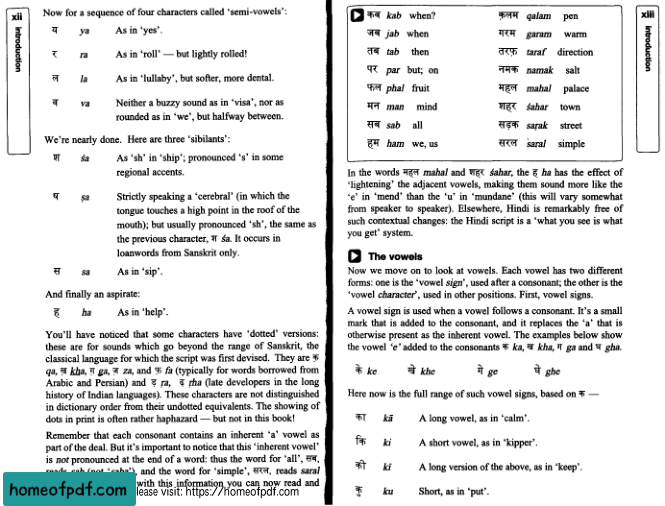 xii
Introduction
Now for a sequence of four characters called ‘semi-vowels’:
य ya As in ‘yes’.
र ra As in ‘roll’ — but lightly rolled!
ल la As in ‘lullaby’, but softer, more dental.
व va Neither a buzzy sound as in ‘visa’, nor as
rounded as in ‘we’, but halfway between.
We're nearly done. Here are three ‘sibilants’:
श śa As ‘sh’ in ‘ship’; pronounced ‘s’ in some
regional accents.
ष ṣa Strictly speaking a ‘cerebral’ (in which the
tongue touches a high point in the roof of the
mouth); but usually pronounced ‘sh’, the same as
the previous character, श śa. It occurs in
loanwords from Sanskrit only.
स sa As in ‘sip’.
And finally an aspirate:
ह ha As in ‘help’.
You'll have noticed that some characters have ‘dotted’ versions:
these are for sounds which go beyond the range of Sanskrit, the
classical language for which the script was first devised. They are क़
qa, ख़ kha, ग़ ga, ज़ za, and फ़ fa (typically for words borrowed from
Arabic and Persian) and ड़ ṛa, ढ़ ṛha (late developers in the long
history of Indian languages). These characters are not distinguished
in dictionary order from their undotted equivalents. The showing of
dots in print is often rather haphazard — but not in this book!
Remember that each consonant contains an inherent ‘a’ vowel as
part of the deal. But it's important to notice that this ‘inherent vowel’
is not pronounced at the end of a word: thus the word for ‘all’, सब,
reads sab (not ‘saba’), and the word for ‘simple’, सरल, reads saral
with this information you can now read and
homeofpdf.com
lease visit: https://homeofpdf.com
xiii
Introduction
कब kab when? क़लम qalam pen
जब jab when गरम garam warm
तब tab then तरफ़ taraf direction
पर par but; on नमक namak salt
फल phal fruit महल mahal palace
मन man mind शहर śahar town
सब sab all सड़क saṛak street
हम ham we, us सरल saral simple
In the words महल mahal and शहर śahar, the ह ha has the effect of
‘lightening’ the adjacent vowels, making them sound more like the
‘e’ in ‘mend’ than the ‘u’ in ‘mundane’ (this will vary somewhat
from speaker to speaker). Elsewhere, Hindi is remarkably free of
such contextual changes: the Hindi script is a ‘what you see is what
you get’ system.
The vowels
Now we move on to look at vowels. Each vowel has two different
forms: one is the ‘vowel sign’, used after a consonant; the other is the
‘vowel character’, used in other positions. First, vowel signs.
A vowel sign is used when a vowel follows a consonant. It's a small
mark that is added to the consonant, and it replaces the ‘a’ that is
otherwise present as the inherent vowel. The examples below show
the vowel ‘e’ added to the consonants क ka, ख kha, ग ga and घ gha.
के ke खे khe गे ge घे ghe
Here now is the full range of such vowel signs, based on क —
का kā A long vowel, as in ‘calm’.
कि ki A short vowel, as in ‘kipper’.
की kī A long version of the above, as in ‘keep’.
कु ku Short, as in ‘put’.